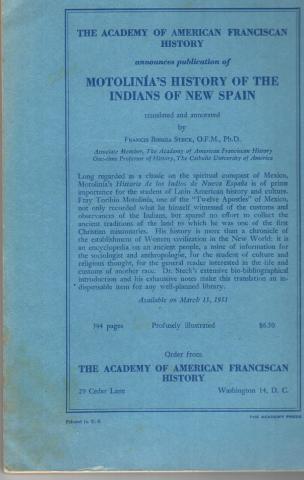 THE ACADEMY OF AMERICAN FRANCISCAN
HISTORY
announces publication of
MOTOLINÍA'S HISTORY OF THE
INDIANS OF NEW SPAIN
translated and annotated
by
FRANCIS BORGIA STECK, O.F.M., Ph.D.
Associate Member, The Academy of American Franciscan History
One-time Professor of History, The Catholic University of America
Long regarded as a classic on the spiritual conquest of Mexico,
Motolinía's Historia de los Indios de Nueva España is of prime
importance for the student of Latin American history and culture.
Fray Toribio Motolinía, one of the "Twelve Apostles" of Mexico,
not only recorded what he himself witnessed of the customs and
observances of the Indians, but spared no effort to collect the
ancient traditions of the land to which he was one of the first
Christian missionaries. His history is more than a chronicle of
the establishment of Western civilization in the New World: it is
an encyclopedia on an ancient people, a mine of information for
the sociologist and anthropologist, for the student of culture and
religious thought, for the general reader interested in the life and
customs of another race. Dr. Steck's extensive bio-bibliographical
introduction and his exhaustive notes make this translation an in-
dispensable item for any well-planned library.
Available on March 15, 1951
394 pages Profusely illustrated $6.50
Order from
THE ACADEMY OF AMERICAN FRANCISCAN
HISTORY
29 Cedar Lane Washington 14, D. C.
Printed in U. S.
THE ACADEMY PRESS